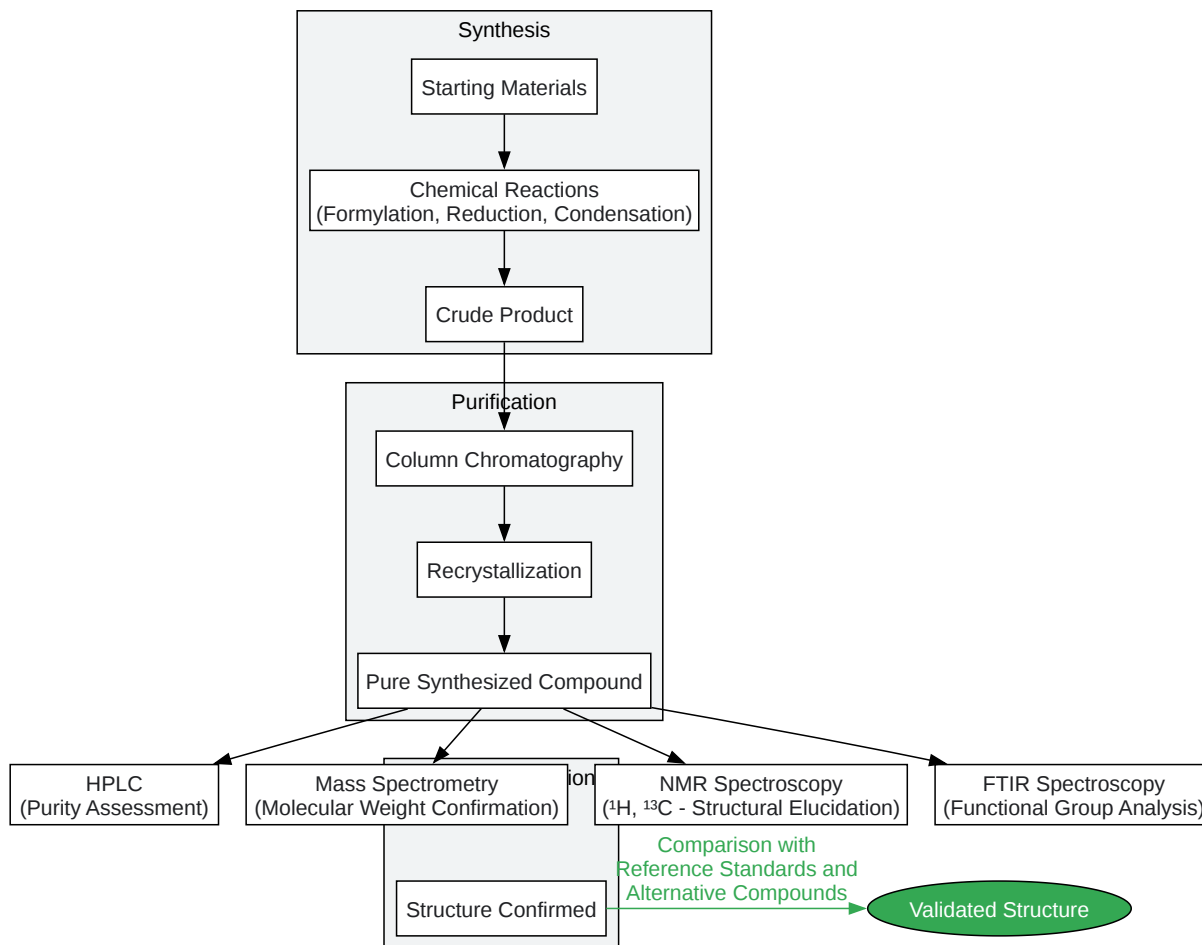 Synthesis
Starting Materials
Chemical Reactions
(Formylation, Reduction, Condensation)
Crude Product
Purification
Column Chromatography
Recrystallization
Pure Synthesized Compound
HPLC
(Purity Assessment)
Mass Spectrometry
(Molecular Weight Confirmation)
NMR Spectroscopy
(¹H, ¹³C - Structural Elucidation)
FTIR Spectroscopy
(Functional Group Analysis)
Comparison with
Reference Standards and
Alternative Compounds
Structure Confirmed
Validated Structure